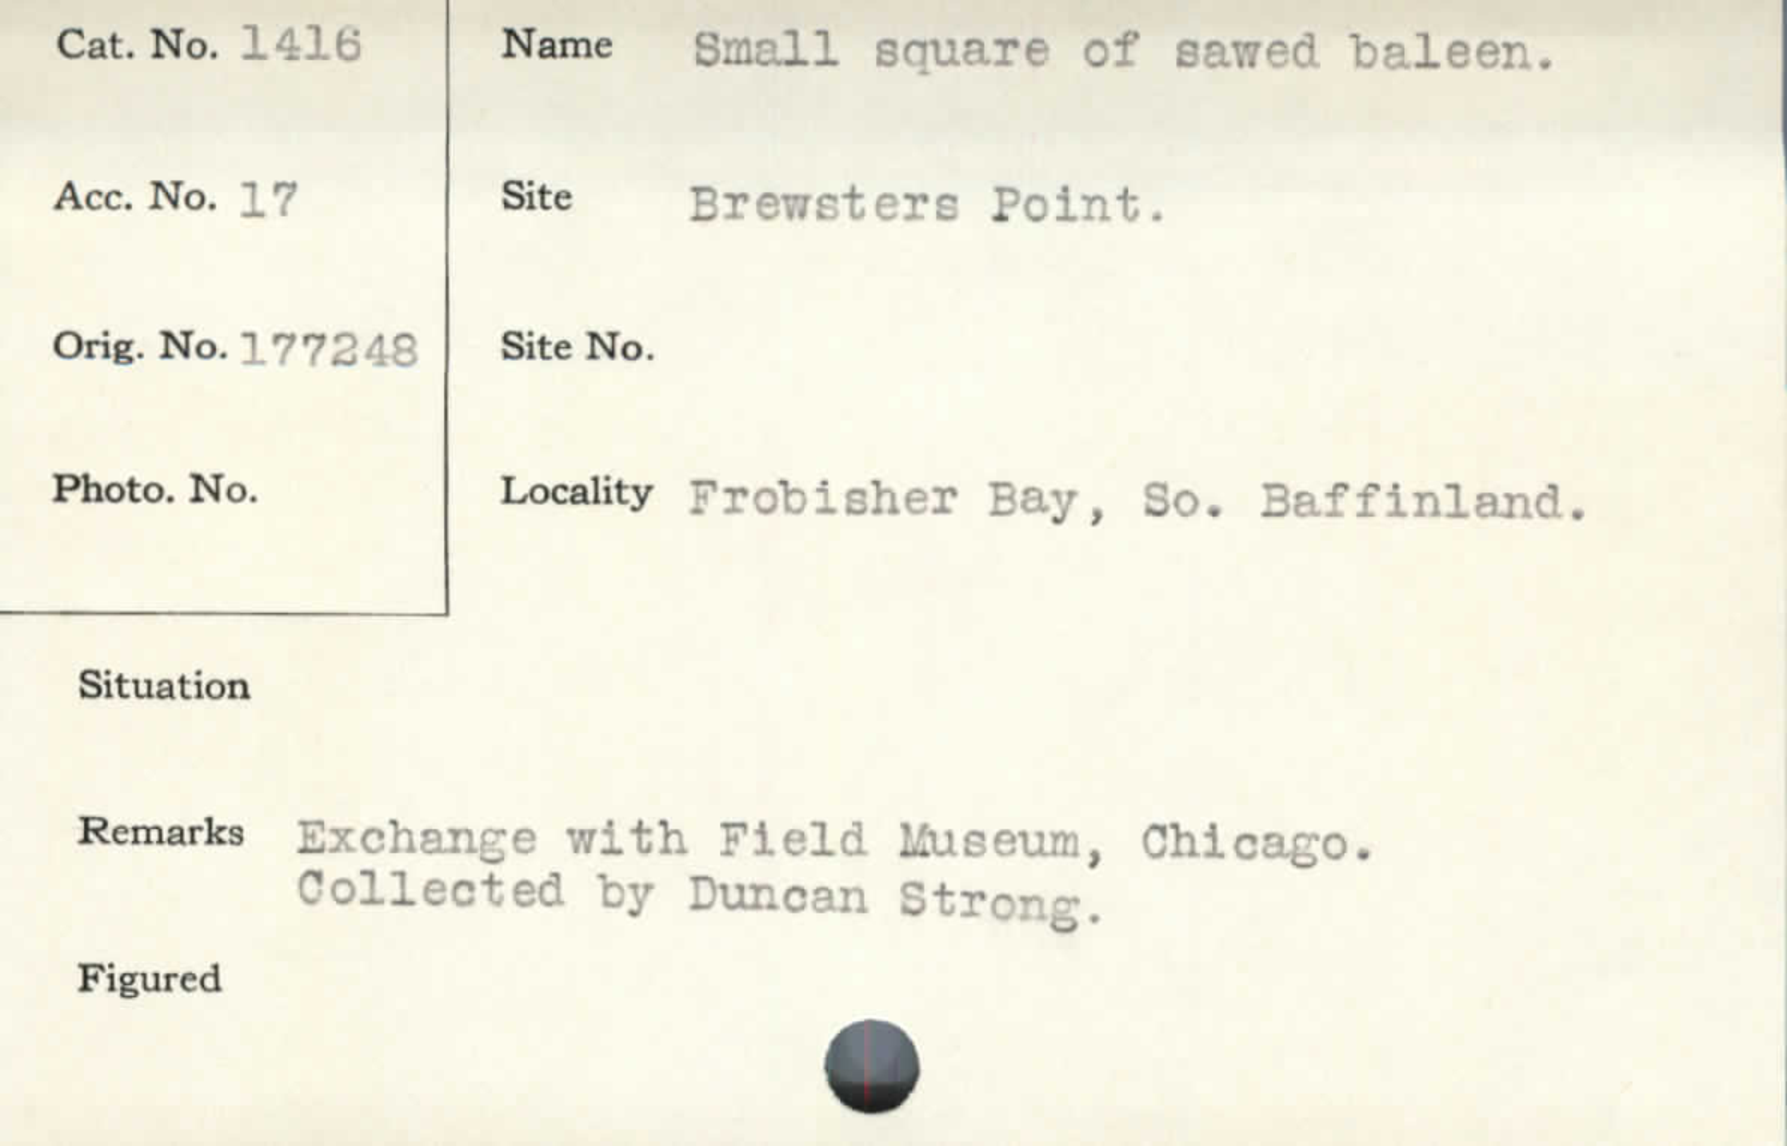 Cat. No. 1416
Name Small square of sawed baleen.
Acc. No. 17
Site Brewsters Point.
Orig. No. 177248
Site No.
Photo. No.
Locality Frobisher Bay, So. Baffinland.
Situation
Remarks Exchange with Field Museum, Chicago.
Collected by Duncan Strong.
Figured